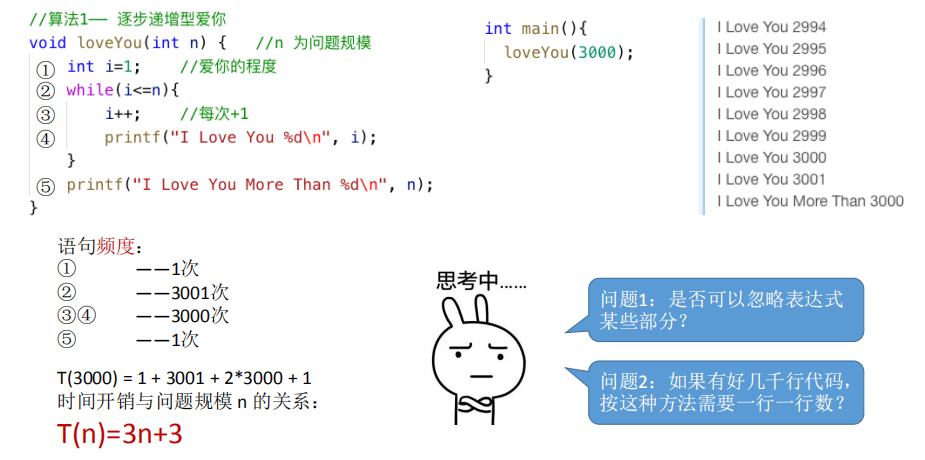 //算法1—— 逐步递增型爱你
void loveYou(int n) {   //n 为问题规模
① int i=1;    //爱你的程度
② while(i<=n){
③     i++;    //每次+1
④     printf("I Love You %d\n", i);
}
⑤ printf("I Love You More Than %d\n", n);
}
int main(){
loveYou(3000);
}
I Love You 2994
I Love You 2995
I Love You 2996
I Love You 2997
I Love You 2998
I Love You 2999
I Love You 3000
I Love You 3001
I Love You More Than 3000
语句频度：
① ——1次
② ——3001次
③④ ——3000次
⑤ ——1次
T(3000) = 1 + 3001 + 2*3000 + 1
时间开销与问题规模 n 的关系：
T(n)=3n+3
思考中……
问题1：是否可以忽略表达式
某些部分？
问题2：如果有好几千行代码，
按这种方法需要一行一行数？